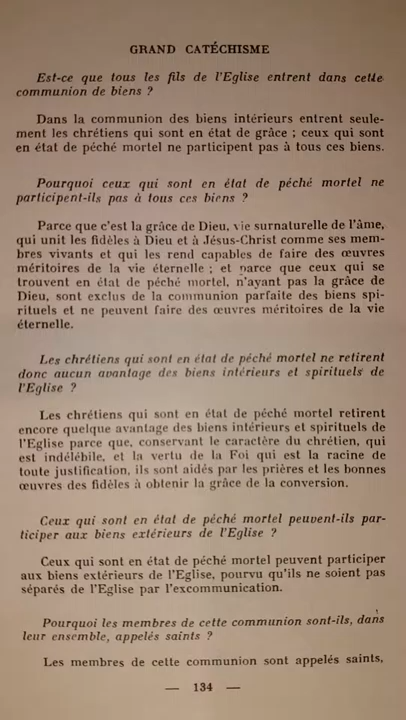 GRAND CATÉCHISME
Est-ce que tous les fils de l'Eglise entrent dans cette
communion de biens ?
Dans la communion des biens intérieurs entrent seule-
ment les chrétiens qui sont en état de grâce ; ceux qui sont
en état de péché mortel ne participent pas à tous ces biens.
Pourquoi ceux qui sont en état de péché mortel ne
participent-ils pas à tous ces biens ?
Parce que c'est la grâce de Dieu, vie surnaturelle de l'âme,
qui unit les fidèles à Dieu et à Jésus-Christ comme ses mem-
bres vivants et qui les rend capables de faire des œuvres
méritoires de la vie éternelle ; et parce que ceux qui se
trouvent en état de péché mortel, n'ayant pas la grâce de
Dieu, sont exclus de la communion parfaite des biens spi-
rituels et ne peuvent faire des œuvres méritoires de la vie
éternelle.
Les chrétiens qui sont en état de péché mortel ne retirent
donc aucun avantage des biens intérieurs et spirituels de
l'Eglise ?
Les chrétiens qui sont en état de péché mortel retirent
encore quelque avantage des biens intérieurs et spirituels de
l'Eglise parce que, conservant le caractère du chrétien, qui
est indélébile, et la vertu de la Foi qui est la racine de
toute justification, ils sont aidés par les prières et les bonnes
œuvres des fidèles à obtenir la grâce de la conversion.
Ceux qui sont en état de péché mortel peuvent-ils par-
ticiper aux biens extérieurs de l'Eglise ?
Ceux qui sont en état de péché mortel peuvent participer
aux biens extérieurs de l'Eglise, pourvu qu'ils ne soient pas
séparés de l'Eglise par l'excommunication.
Pourquoi les membres de cette communion sont-ils, dans
leur ensemble, appelés saints ?
Les membres de cette communion sont appelés saints,
— 134 —